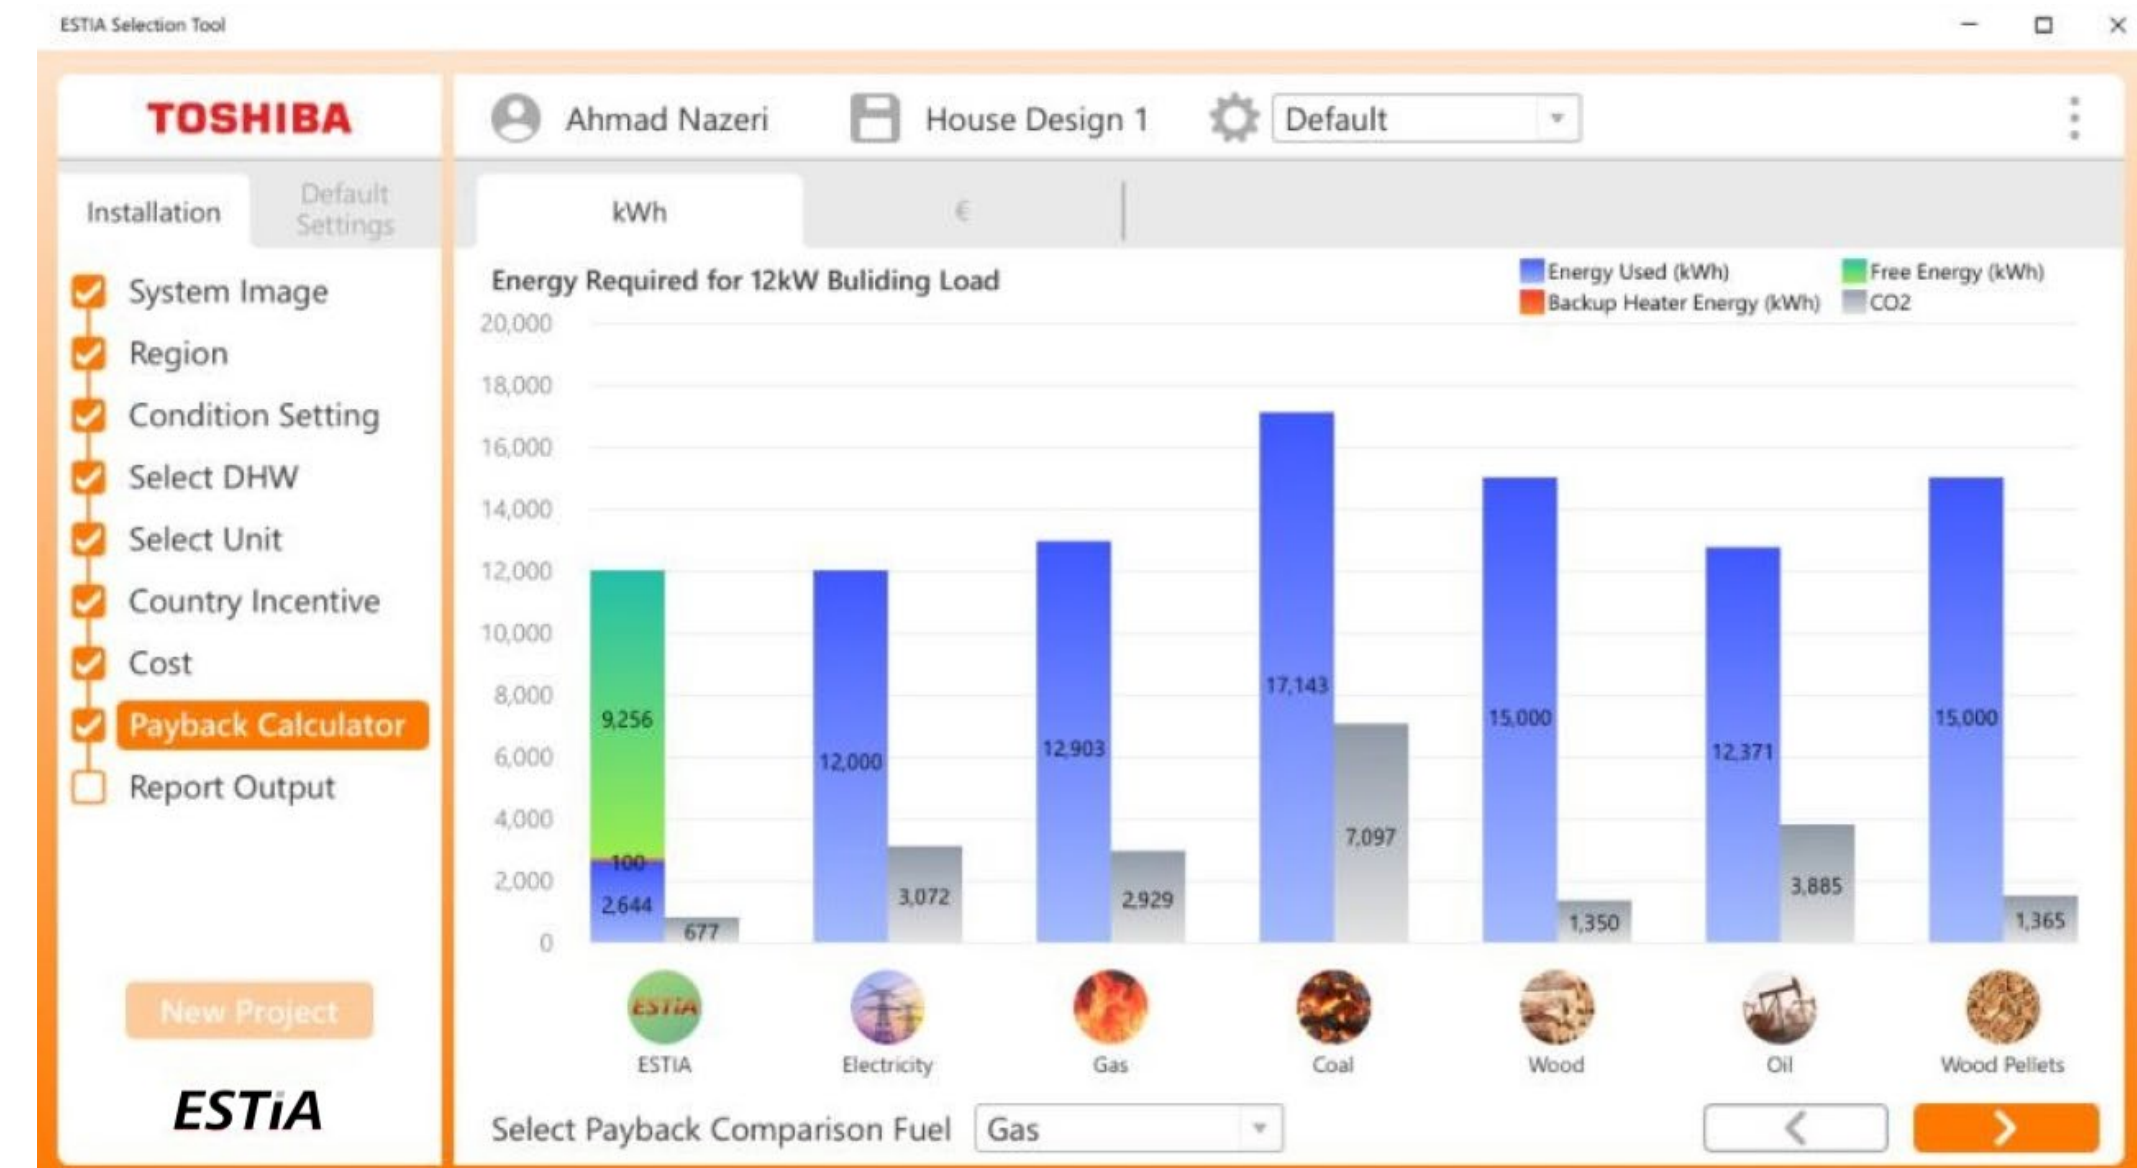 ESTIA Selection Tool
TOSHIBA
Ahmad Nazeri
House Design 1
Default
Installation
Default
Settings
kWh
€
System Image
Region
Condition Setting
Select DHW
Select Unit
Country Incentive
Cost
Payback Calculator
Report Output
New Project
ESTiA
Energy Required for 12kW Buliding Load
Energy Used (kWh)
Free Energy (kWh)
Backup Heater Energy (kWh)
CO2
20,000
18,000
16,000
14,000
12,000
10,000
8,000
6,000
4,000
2,000
0
9,256
100
2,644
677
12,000
3,072
12,903
2,929
17,143
7,097
15,000
1,350
12,371
3,885
15,000
1,365
ESTiA
ESTIA
Electricity
Gas
Coal
Wood
Oil
Wood Pellets
Select Payback Comparison Fuel
Gas